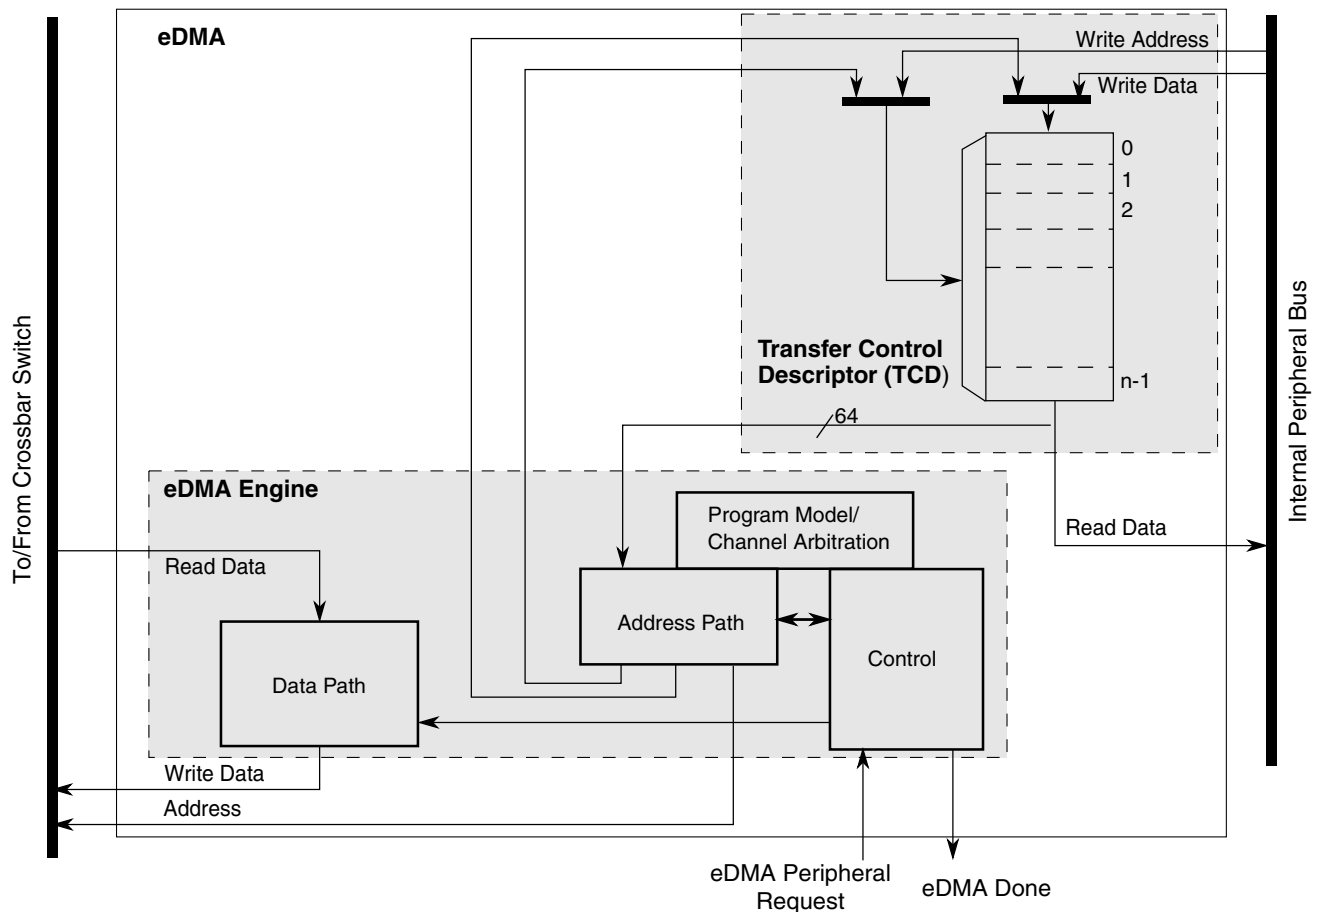 eDMA
Write Address
Write Data
0
1
2
n-1
Transfer Control
Descriptor (TCD)
64
To/From Crossbar Switch
Internal Peripheral Bus
eDMA Engine
Program Model/
Channel Arbitration
Read Data
Read Data
Address Path
Control
Data Path
Write Data
Address
eDMA Peripheral
Request
eDMA Done